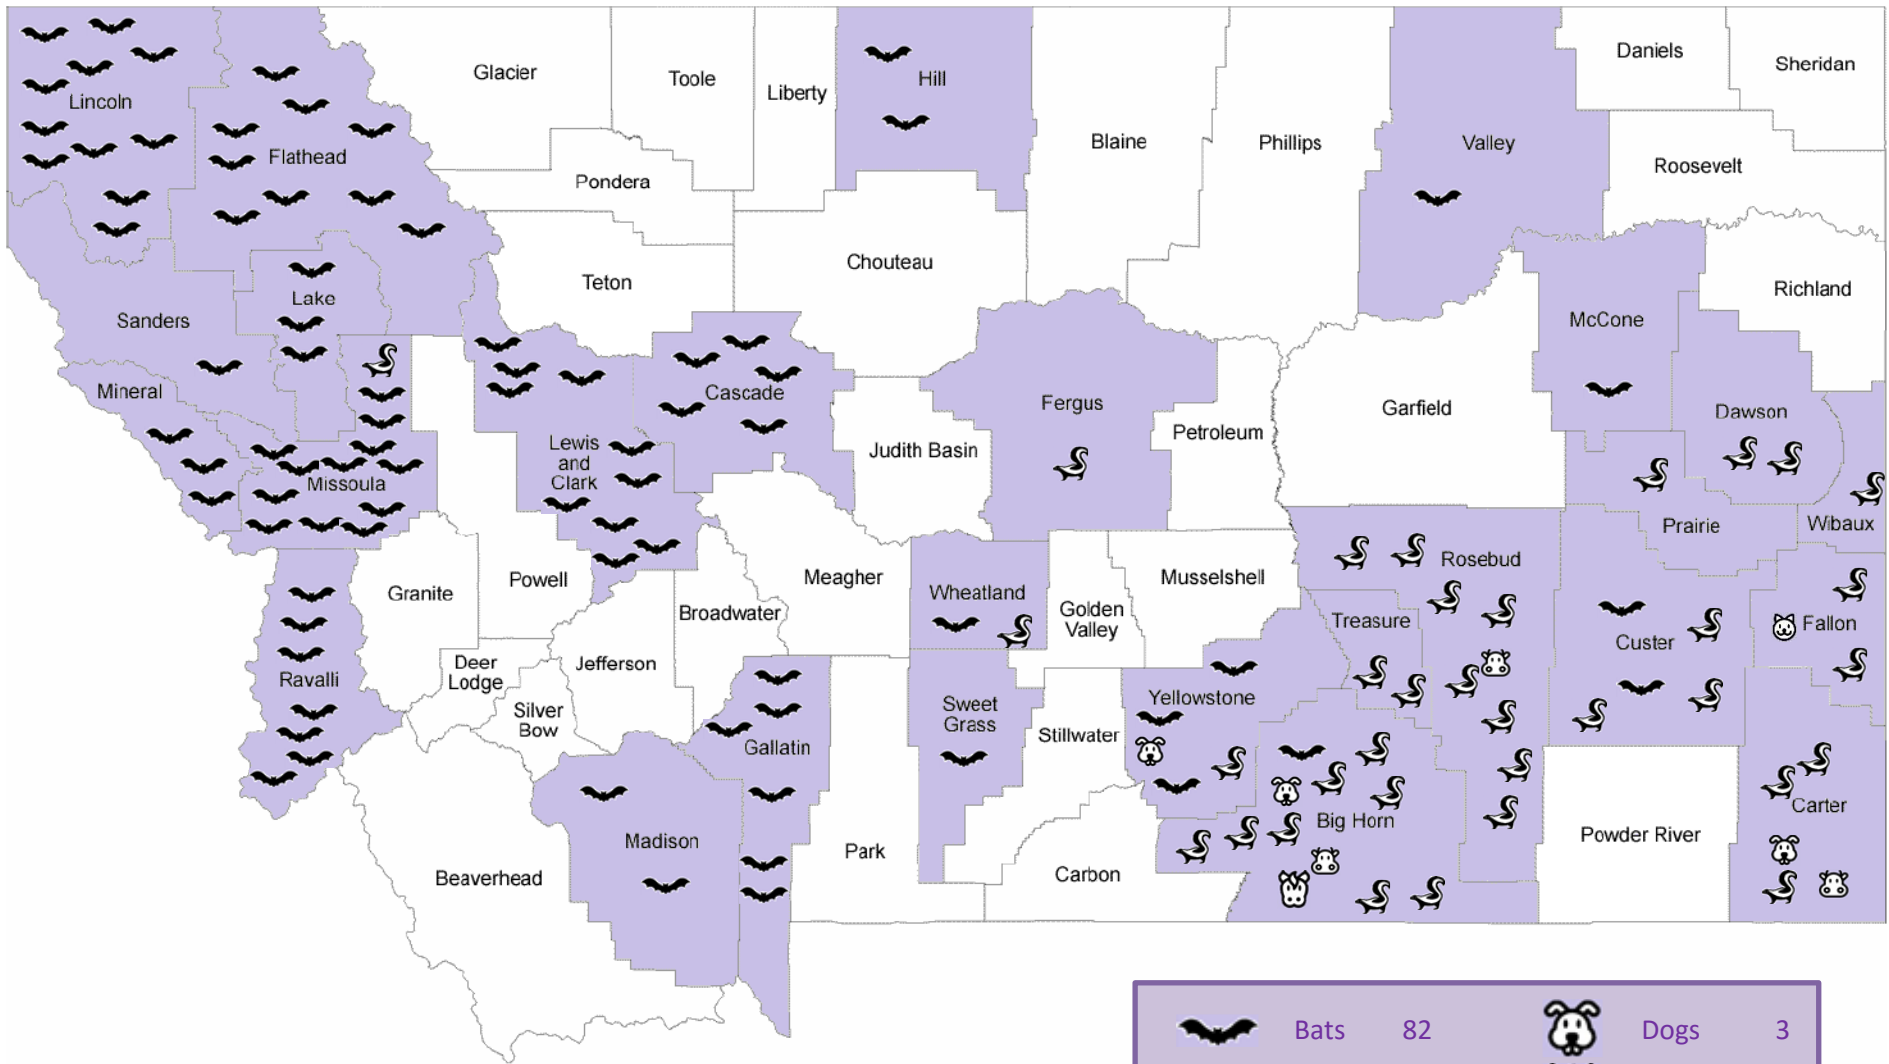 Glacier
Toole
Liberty
Hill
Blaine
Phillips
Valley
Daniels
Sheridan
Roosevelt
Lincoln
Flathead
Pondera
Teton
Chouteau
Richland
McCone
Lake
Sanders
Mineral
Cascade
Fergus
Petroleum
Garfield
Dawson
Judith Basin
Lewis
and
Clark
Missoula
Prairie
Wibaux
Rosebud
Granite
Powell
Meagher
Wheatland
Golden
Valley
Musselshell
Treasure
Custer
Fallon
Broadwater
Jefferson
Deer
Lodge
Silver
Bow
Ravalli
Gallatin
Sweet
Grass
Stillwater
Yellowstone
Madison
Park
Carbon
Big Horn
Powder River
Carter
Beaverhead
Bats 82 Dogs 3